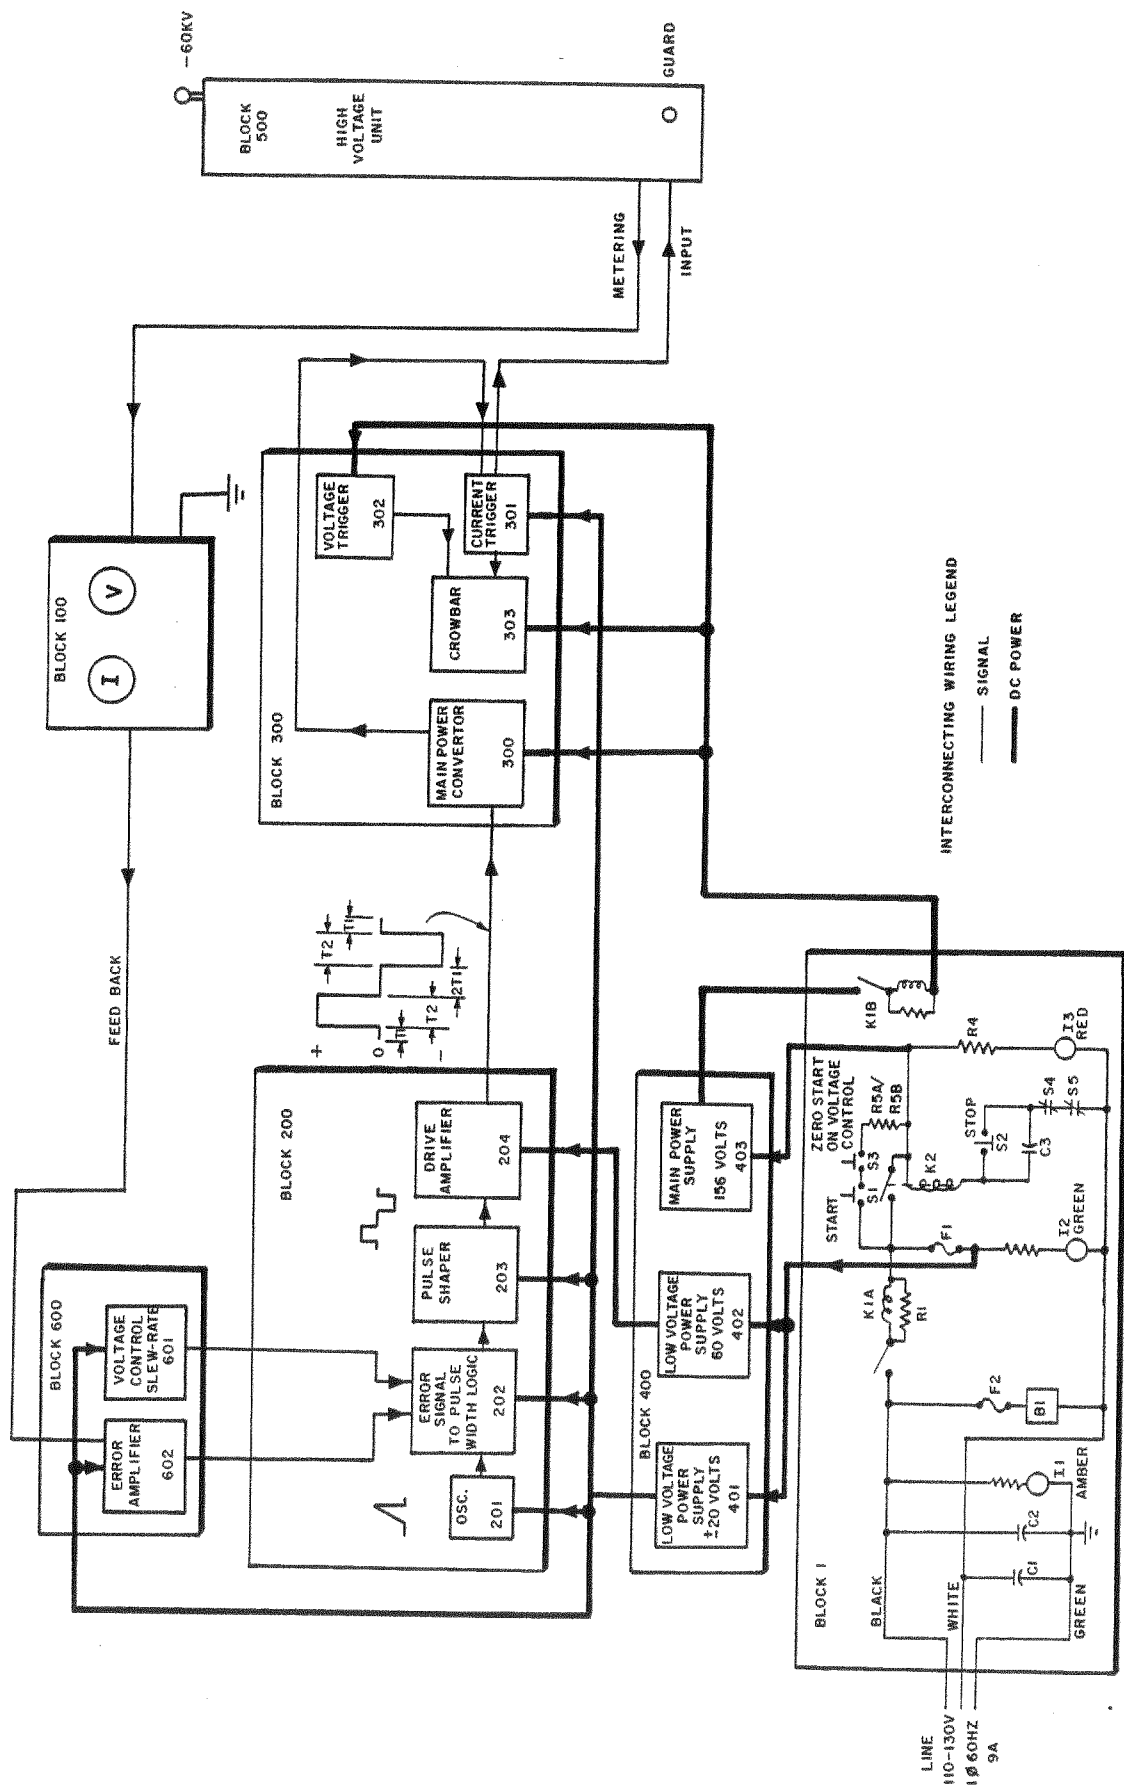 BLOCK 600
VOLTAGE
CONTROL
SLEW-RATE
601
ERROR
AMPLIFIER
602
FEED BACK
BLOCK 100
I
V
BLOCK
500
HIGH
VOLTAGE
UNIT
-60KV
GUARD
METERING
INPUT
BLOCK 200
OSC.
201
ERROR
SIGNAL
TO PULSE
WIDTH LOGIC
202
PULSE
SHAPER
203
DRIVE
AMPLIFIER
204
+
O
-
T1
T2
2T1
T2
T1
BLOCK 300
MAIN POWER
CONVERTOR
300
CROWBAR
303
VOLTAGE
TRIGGER
302
CURRENT
TRIGGER
301
BLOCK 400
LOW VOLTAGE
POWER
SUPPLY
±20 VOLTS
401
LOW VOLTAGE
POWER
SUPPLY
60 VOLTS
402
MAIN POWER
SUPPLY
156 VOLTS
403
BLOCK 1
LINE
110-130V
1Ø 60HZ
9A
BLACK
WHITE
GREEN
C1
C2
I1
AMBER
F2
B1
K1A
R1
F1
I2
GREEN
START
S1
S3
ZERO START
ON VOLTAGE
CONTROL
R5A/
R5B
K2
STOP
S2
C3
S4
S5
R4
I3
RED
K1B
INTERCONNECTING WIRING LEGEND
SIGNAL
DC POWER